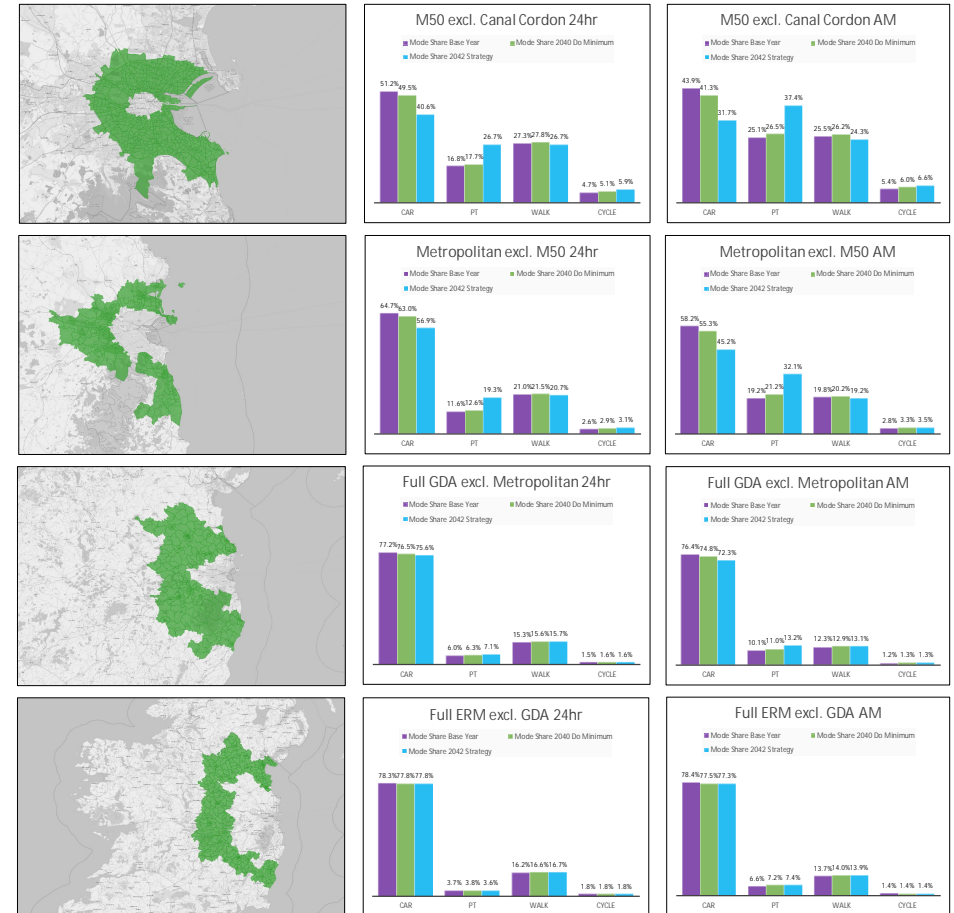 M50 excl. Canal Cordon 24hr
Mode Share Base Year Mode Share 2040 Do Minimum
Mode Share 2042 Strategy
51.2% 49.5% 40.6%
16.8% 17.7% 26.7%
27.3% 27.8% 26.7%
4.7% 5.1% 5.9%
CAR PT WALK CYCLE
M50 excl. Canal Cordon AM
Mode Share Base Year Mode Share 2040 Do Minimum
Mode Share 2042 Strategy
43.9% 41.3% 31.7%
25.1% 26.5% 37.4%
25.5% 26.2% 24.3%
5.4% 6.0% 6.6%
CAR PT WALK CYCLE
Metropolitan excl. M50 24hr
Mode Share Base Year Mode Share 2040 Do Minimum
Mode Share 2042 Strategy
64.7% 63.0% 56.9%
11.6% 12.6% 19.3%
21.0% 21.5% 20.7%
2.6% 2.9% 3.1%
CAR PT WALK CYCLE
Metropolitan excl. M50 AM
Mode Share Base Year Mode Share 2040 Do Minimum
Mode Share 2042 Strategy
58.2% 55.3% 45.2%
19.2% 21.2% 32.1%
19.8% 20.2% 19.2%
2.8% 3.3% 3.5%
CAR PT WALK CYCLE
Full GDA excl. Metropolitan 24hr
Mode Share Base Year Mode Share 2040 Do Minimum
Mode Share 2042 Strategy
77.2% 76.5% 75.6%
6.0% 6.3% 7.1%
15.3% 15.6% 15.7%
1.5% 1.6% 1.6%
CAR PT WALK CYCLE
Full GDA excl. Metropolitan AM
Mode Share Base Year Mode Share 2040 Do Minimum
Mode Share 2042 Strategy
76.4% 74.8% 72.3%
10.1% 11.0% 13.2%
12.3% 12.9% 13.1%
1.2% 1.3% 1.3%
CAR PT WALK CYCLE
Full ERM excl. GDA 24hr
Mode Share Base Year Mode Share 2040 Do Minimum
Mode Share 2042 Strategy
78.3% 77.8% 77.8%
3.7% 3.8% 3.6%
16.2% 16.6% 16.7%
1.8% 1.8% 1.8%
CAR PT WALK CYCLE
Full ERM excl. GDA AM
Mode Share Base Year Mode Share 2040 Do Minimum
Mode Share 2042 Strategy
78.4% 77.5% 77.3%
6.6% 7.2% 7.4%
13.7% 14.0% 13.9%
1.4% 1.4% 1.4%
CAR PT WALK CYCLE